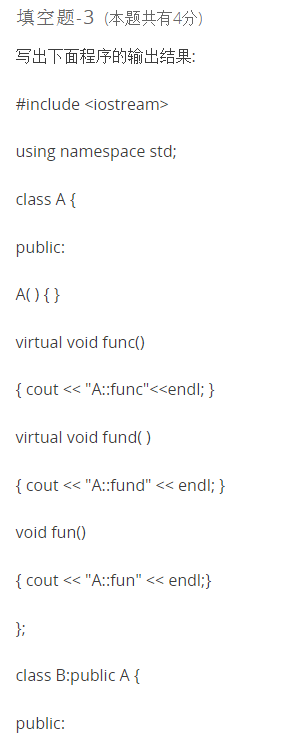 填空题-3 (本题共有4分)
写出下面程序的输出结果:
#include <iostream>
using namespace std;
class A {
public:
A( ) { }
virtual void func()
{ cout << "A::func"<<endl; }
virtual void fund( )
{ cout << "A::fund" << endl; }
void fun()
{ cout << "A::fun" << endl;}
};
class B:public A {
public: